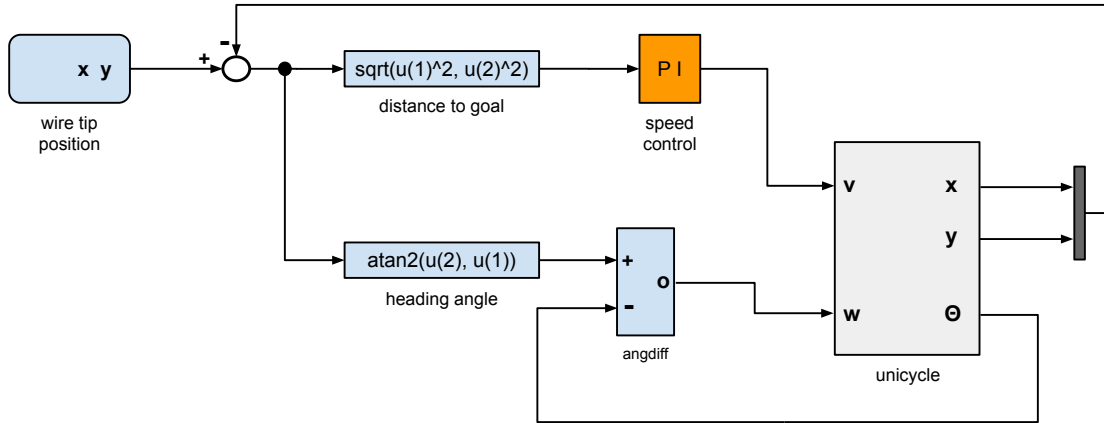 -
+
x y
wire tip
position
sqrt(u(1)^2, u(2)^2)
distance to goal
P I
speed
control
v
x
y
w
Θ
unicycle
atan2(u(2), u(1))
heading angle
+
-
o
angdiff